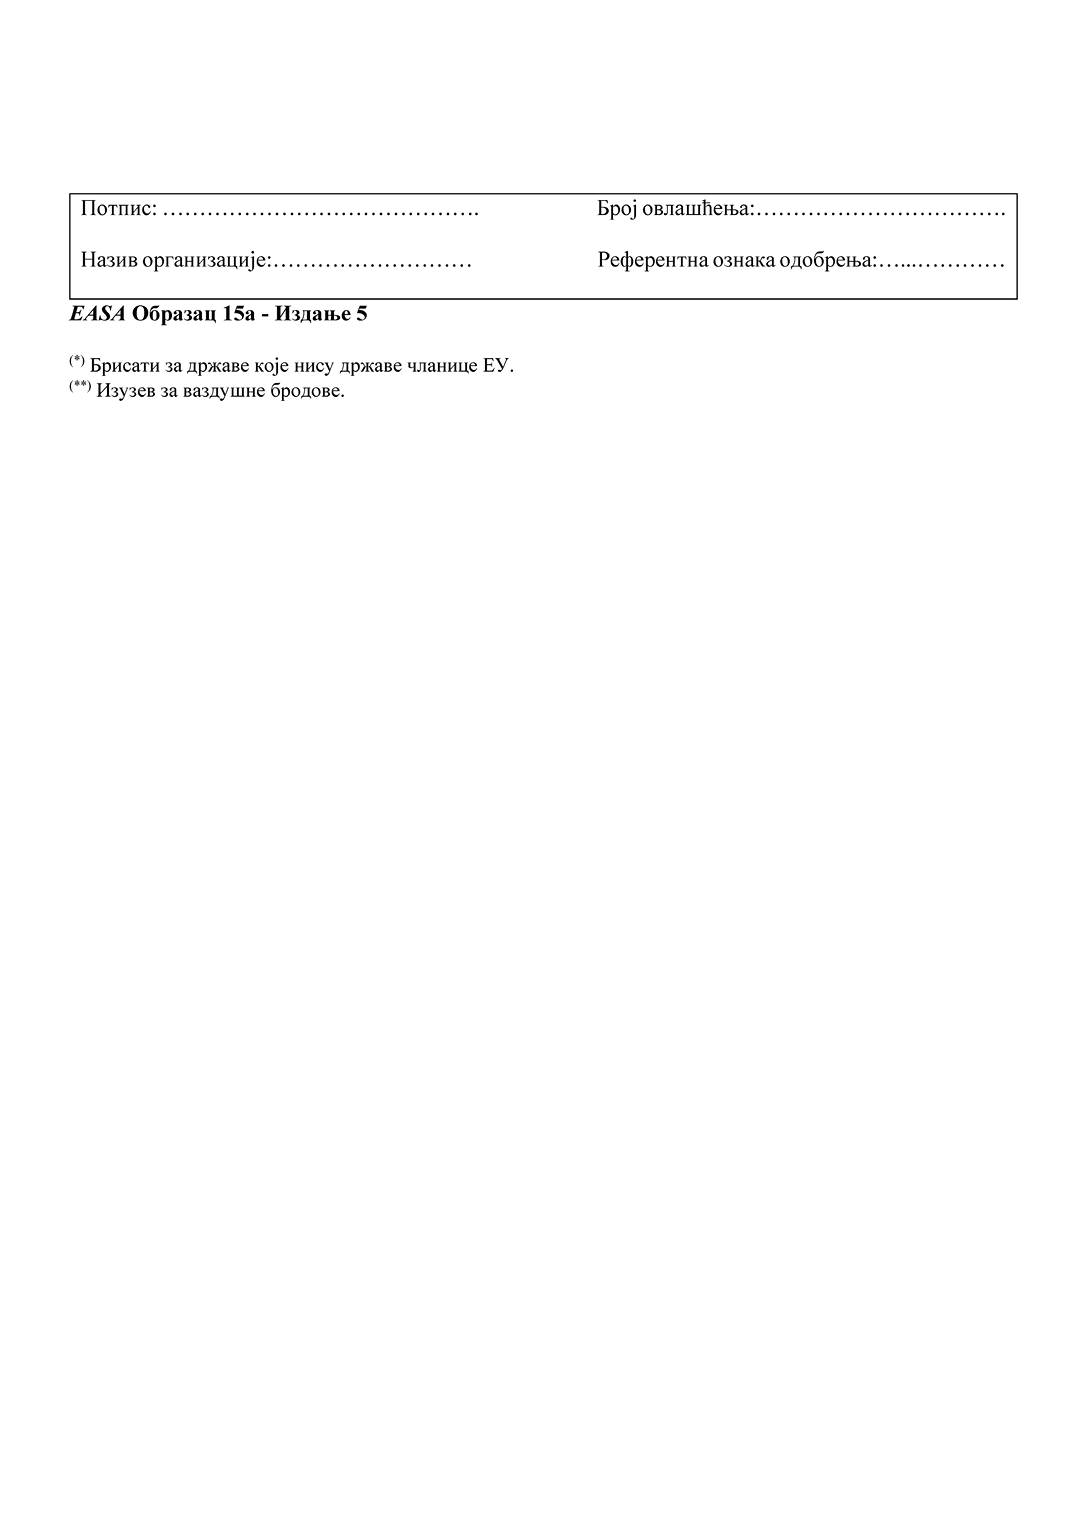 Потпис: ……………………………………. Број овлашћења:…………………………….
Назив организације:……………………… Референтна ознака одобрења:…...…………
EASA Образац 15a - Издање 5
(*) Брисати за државе које нису државе чланице ЕУ.
(**) Изузев за ваздушне бродове.